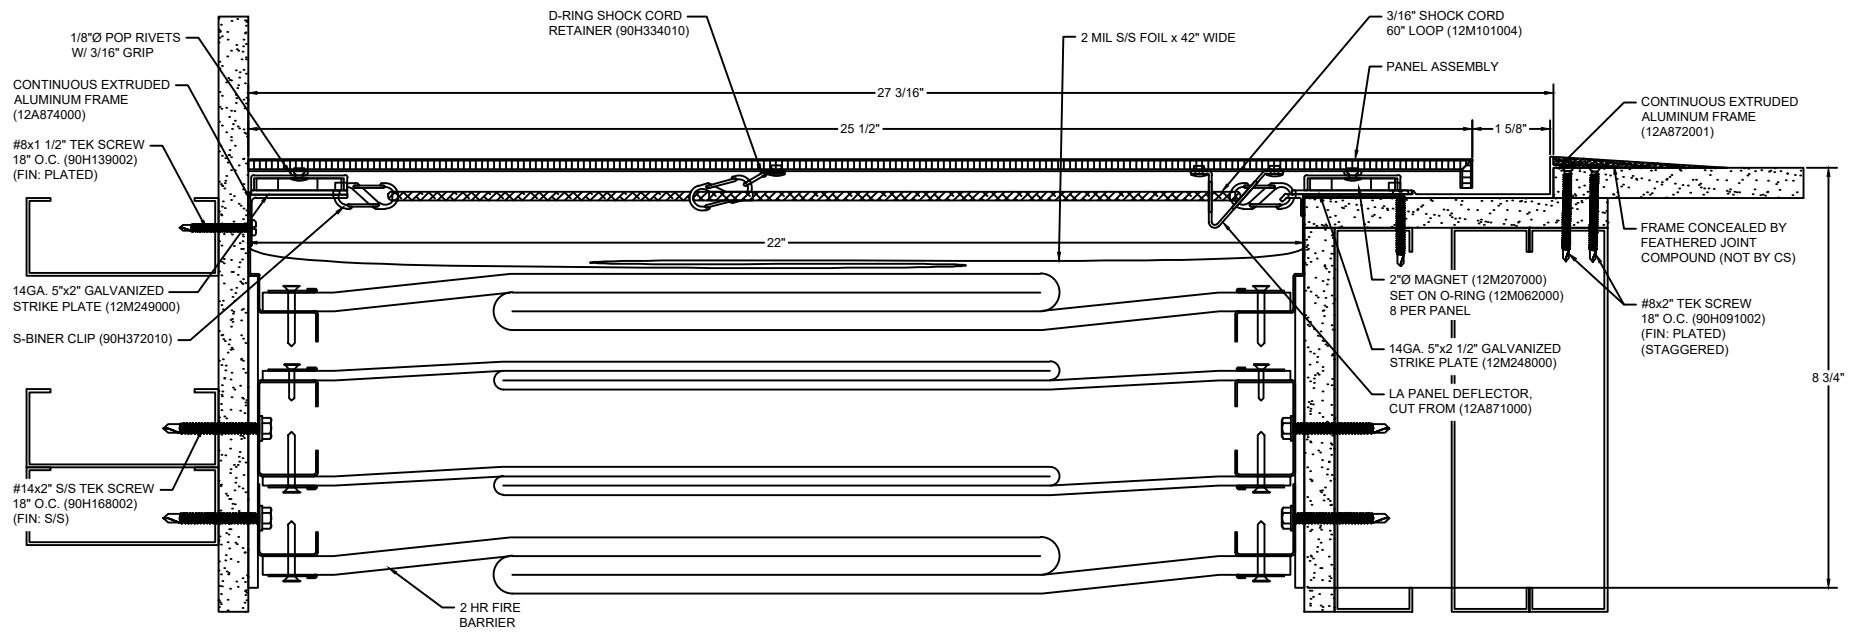 1/8"Ø POP RIVETS
W/ 3/16" GRIP
CONTINUOUS EXTRUDED
ALUMINUM FRAME
(12A874000)
#8x1 1/2" TEK SCREW
18" O.C. (90H139002)
(FIN: PLATED)
14GA. 5"x2" GALVANIZED
STRIKE PLATE (12M249000)
S-BINER CLIP (90H372010)
#14x2" S/S TEK SCREW
18" O.C. (90H168002)
(FIN: S/S)
D-RING SHOCK CORD
RETAINER (90H334010)
2 MIL S/S FOIL x 42" WIDE
3/16" SHOCK CORD
60" LOOP (12M101004)
PANEL ASSEMBLY
27 3/16"
25 1/2"
1 5/8"
22"
CONTINUOUS EXTRUDED
ALUMINUM FRAME
(12A872001)
FRAME CONCEALED BY
FEATHERED JOINT
COMPOUND (NOT BY CS)
2"Ø MAGNET (12M207000)
SET ON O-RING (12M062000)
8 PER PANEL
14GA. 5"x2 1/2" GALVANIZED
STRIKE PLATE (12M248000)
LA PANEL DEFLECTOR,
CUT FROM (12A871000)
#8x2" TEK SCREW
18" O.C. (90H091002)
(FIN: PLATED)
(STAGGERED)
8 3/4"
2 HR FIRE
BARRIER